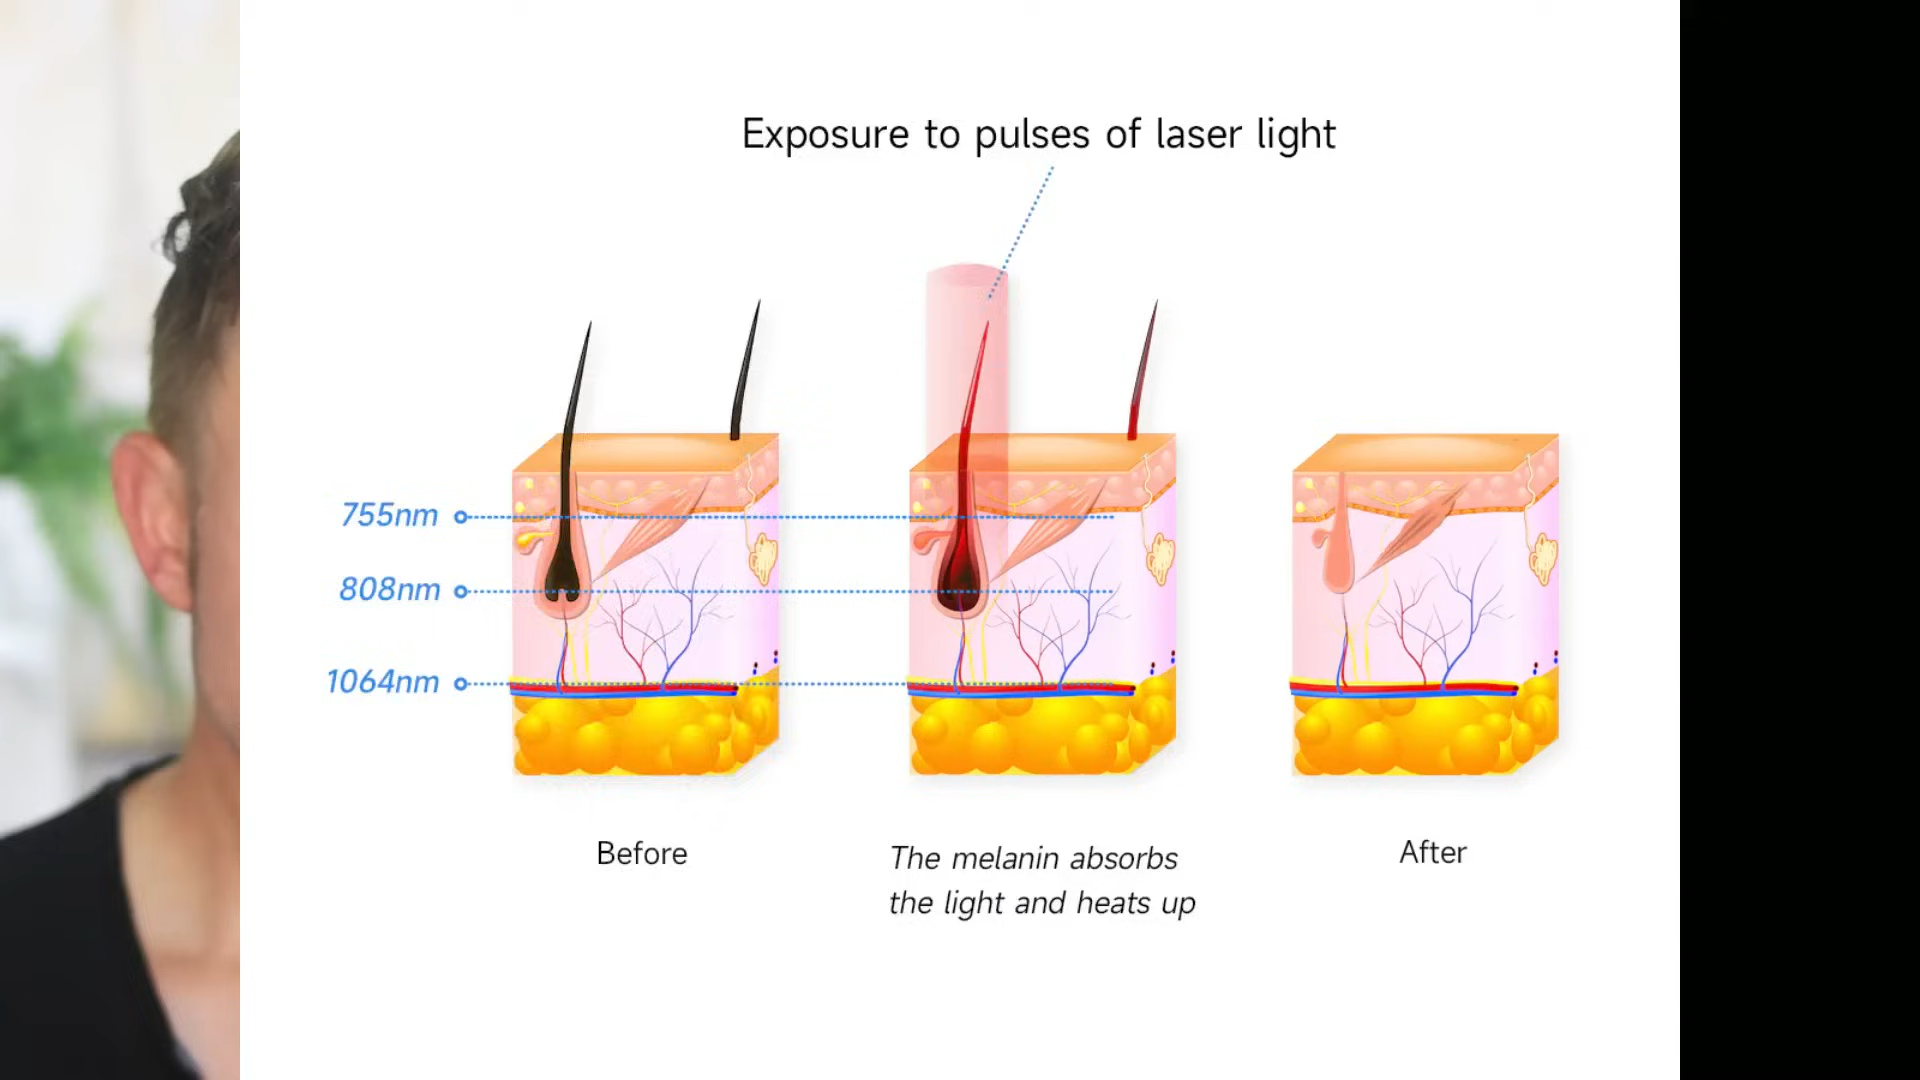 Exposure to pulses of laser light
755nm
808nm
1064nm
Before
The melanin absorbs
the light and heats up
After